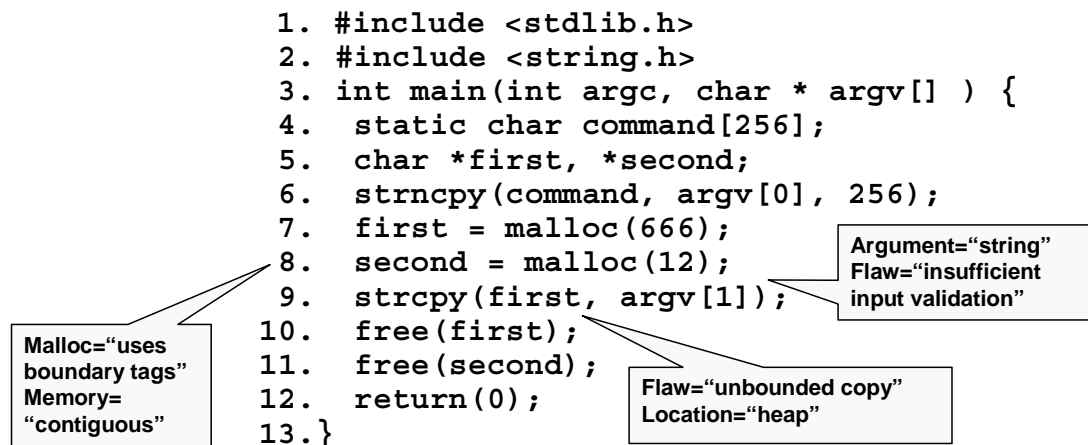 1. #include <stdlib.h>
2. #include <string.h>
3. int main(int argc, char * argv[] ) {
4. static char command[256];
5. char *first, *second;
6. strncpy(command, argv[0], 256);
7. first = malloc(666);
8. second = malloc(12);
9. strcpy(first, argv[1]);
10. free(first);
11. free(second);
12. return(0);
13.}
Argument=“string”
Flaw=“insufficient
input validation”
Malloc=“uses
boundary tags”
Memory=
“contiguous”
Flaw=“unbounded copy”
Location=“heap”